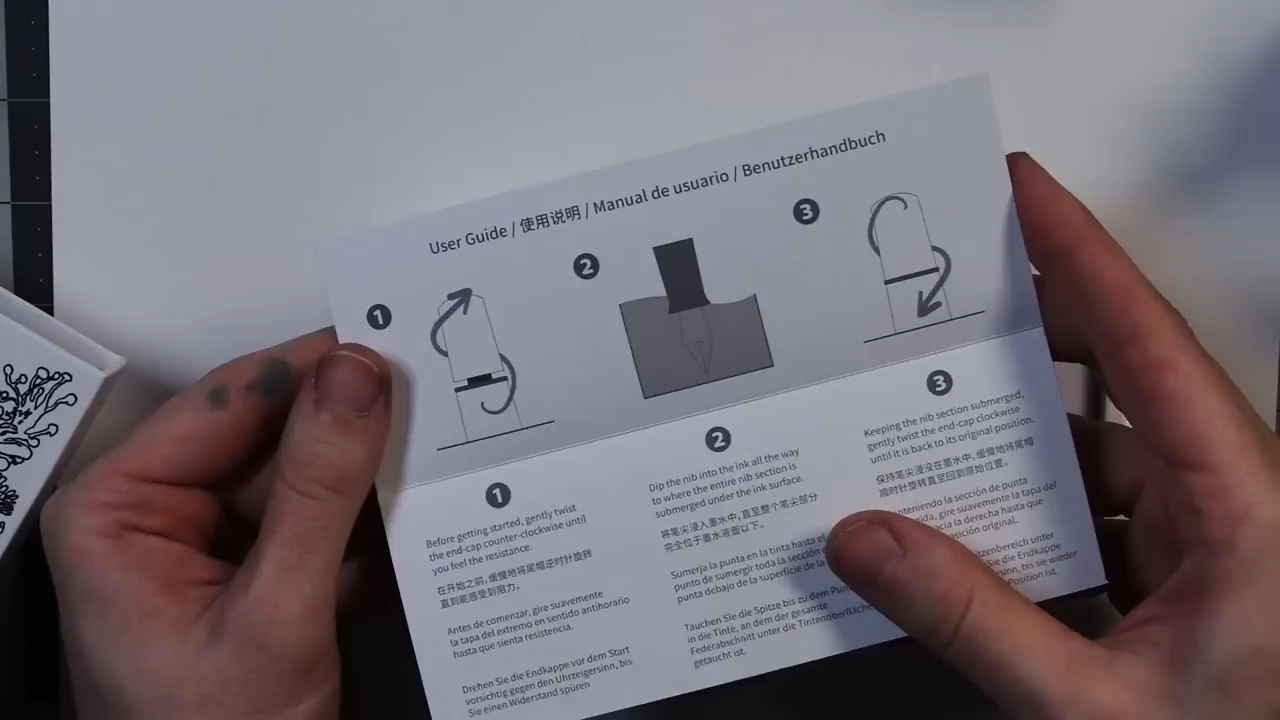 User Guide / 使用说明 / Manual de usuario / Benutzerhandbuch
1
2
3
1
Before getting started, gently twist
the end-cap counter-clockwise until
you feel the resistance.
在开始之前，缓慢地将尾帽逆时针旋转
直到能感受到阻力。
Antes de comenzar, gire suavemente
la tapa del extremo en sentido antihorario
hasta que sienta resistencia.
Drehen Sie die Endkappe vor dem Start
vorsichtig gegen den Uhrzeigersinn, bis
Sie einen Widerstand spüren
2
Dip the nib into the ink all the way
to where the entire nib section is
submerged under the ink surface.
将笔尖浸入墨水中，直至整个笔尖部分
完全位于墨水液面以下。
Sumerja la punta en la tinta hasta el
punto de sumergir toda la sección
punta debajo de la superficie de la
Tauchen Sie die Spitze bis zu dem
in die Tinte, an dem der gesamte
Federabschnitt unter die
getaucht ist.
3
Keeping the nib section submerged,
gently twist the end-cap clockwise
until it is back to its original position.
保持笔尖浸没在墨水中，缓慢地将尾帽
顺时针旋转直至回到原始位置。
la sección de punta
gire suavemente la tapa del
la derecha hasta que
original.
unter
Sie die Endkappe
bis sie wieder
Position ist.